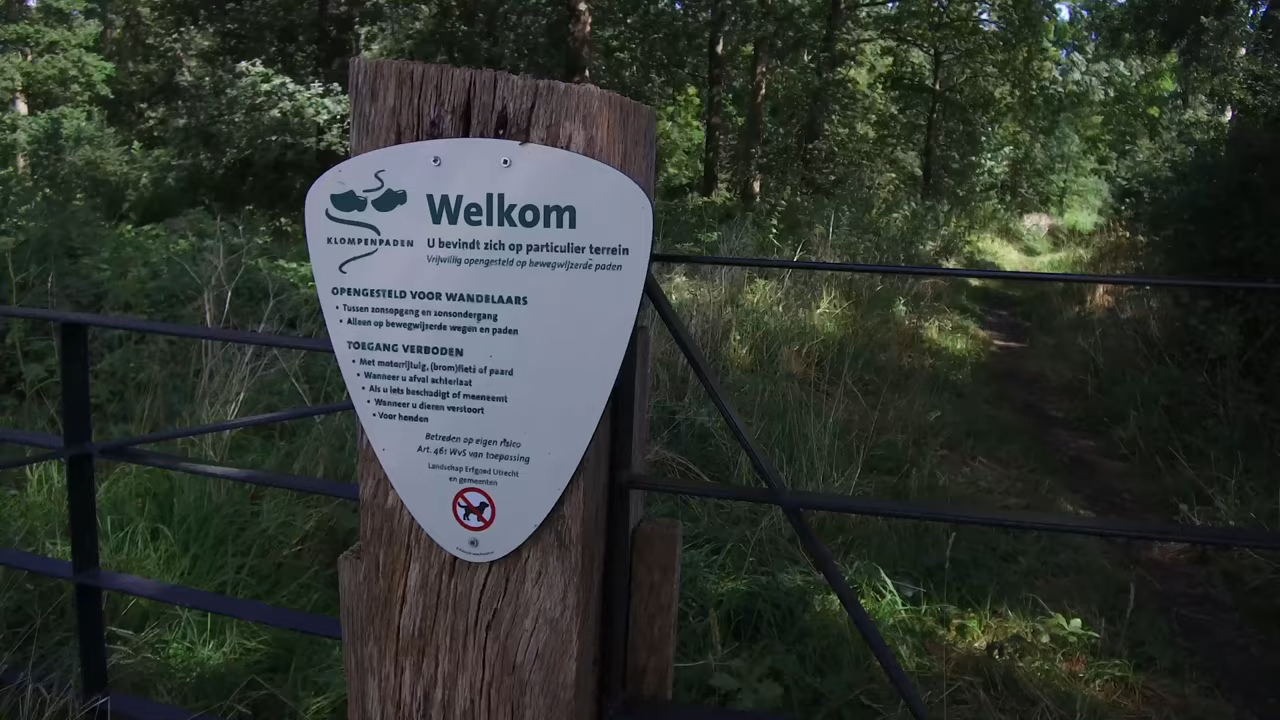 KLOMPENPADEN
Welkom
U bevindt zich op particulier terrein
Vrijwillig opengesteld op bewegwijzerde paden
OPENGESTELD VOOR WANDELAARS
• Tussen zonsopgang en zonsondergang
• Alleen op bewegwijzerde wegen en paden
TOEGANG VERBODEN
• Met motorrijtuig, (brom)fiets of paard
• Wanneer u afval achterlaat
• Als u iets beschadigt of meeneemt
• Wanneer u dieren verstoort
• Voor honden
Betreden op eigen risico
Art. 461 WvS van toepassing
Landschap Erfgoed Utrecht
en gemeenten